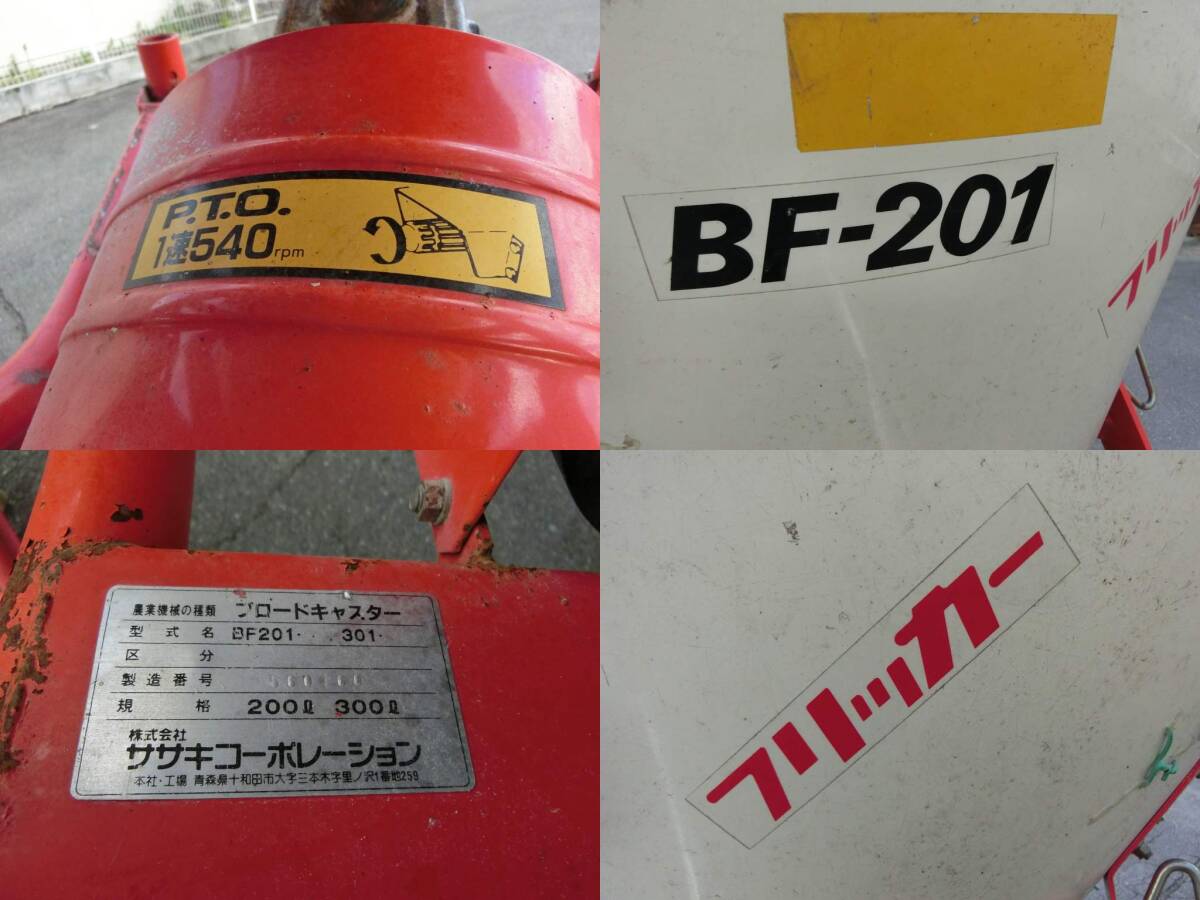 P.T.O.
1速540rpm
BF-201
フリッカー
農業機械の種類 ブロードキャスター
型式名 BF201・ 301・
区分
製造番号
規格 200ℓ 300ℓ
株式会社
ササキコーポレーション
本社・工場 青森県十和田市大字三本木字里ノ沢1番地259
フリッカー